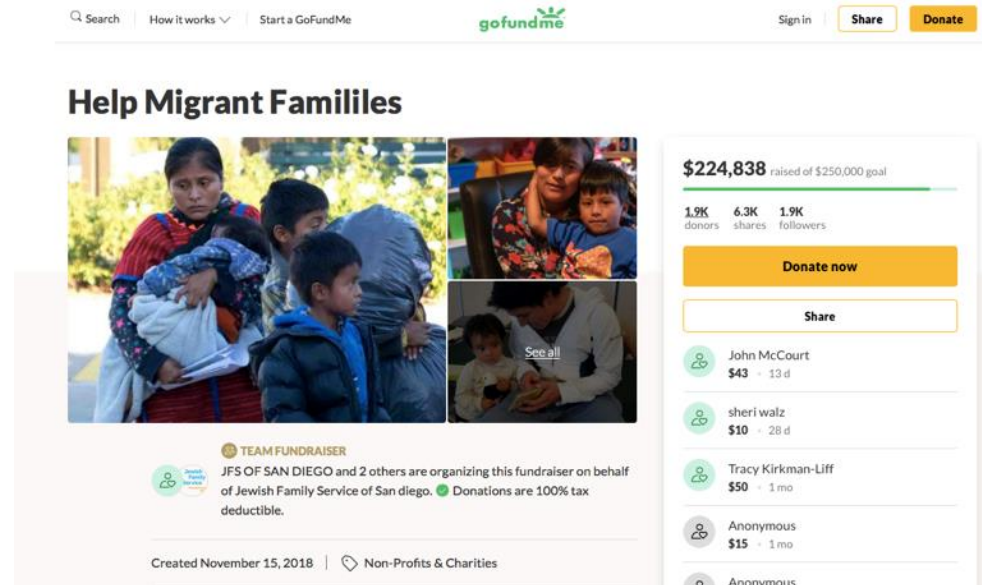 Search How it works Start a GoFundMe gofundme Sign in Share Donate
Help Migrant Famililes
See all
TEAM FUNDRAISER
JFS OF SAN DIEGO and 2 others are organizing this fundraiser on behalf
of Jewish Family Service of San diego. Donations are 100% tax
deductible.
Created November 15, 2018 Non-Profits & Charities
$224,838 raised of $250,000 goal
1.9K 6.3K 1.9K
donors shares followers
Donate now
Share
John McCourt
$43 • 13 d
sheri walz
$10 • 28 d
Tracy Kirkman-Liff
$50 • 1 mo
Anonymous
$15 • 1 mo
Anonymous